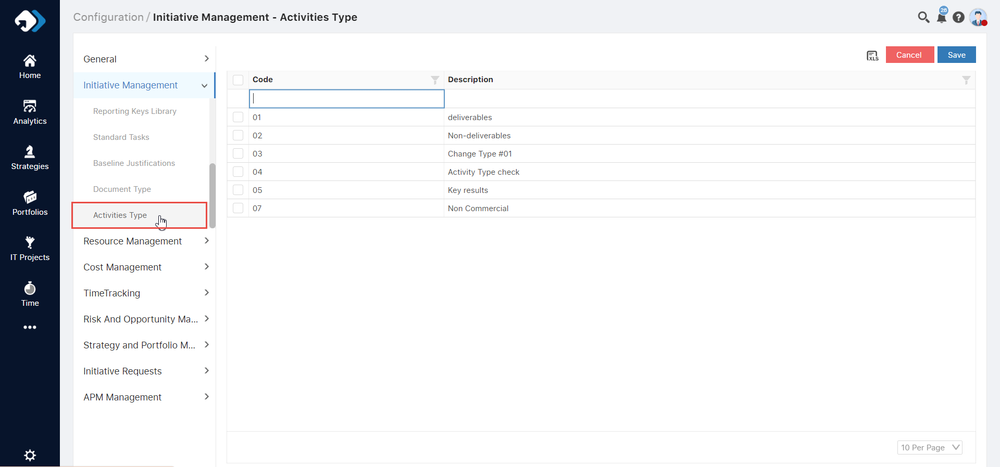 Configuration / Initiative Management - Activities Type
26
?
Home
Analytics
Strategies
Portfolios
IT Projects
Time
General
Initiative Management
Reporting Keys Library
Standard Tasks
Baseline Justifications
Document Type
Activities Type
Resource Management
Cost Management
TimeTracking
Risk And Opportunity Ma...
Strategy and Portfolio M...
Initiative Requests
APM Management
XLS
Cancel
Save
Code Description
01 deliverables
02 Non-deliverables
03 Change Type #01
04 Activity Type check
05 Key results
07 Non Commercial
10 Per Page